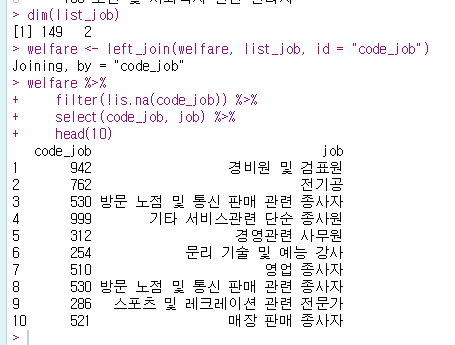 > dim(list_job)
[1] 149   2
> welfare <- left_join(welfare, list_job, id = "code_job")
Joining, by = "code_job"
> welfare %>%
+     filter(!is.na(code_job)) %>%
+     select(code_job, job) %>%
+     head(10)
   code_job                                job
1       942                   경비원 및 검표원
2       762                             전기공
3       530 방문 노점 및 통신 판매 관련 종사자
4       999        기타 서비스관련 단순 종사원
5       312                    경영관련 사무원
6       254             문리 기술 및 예능 강사
7       510                        영업 종사자
8       530 방문 노점 및 통신 판매 관련 종사자
9       286   스포츠 및 레크레이션 관련 전문가
10      521                   매장 판매 종사자
>